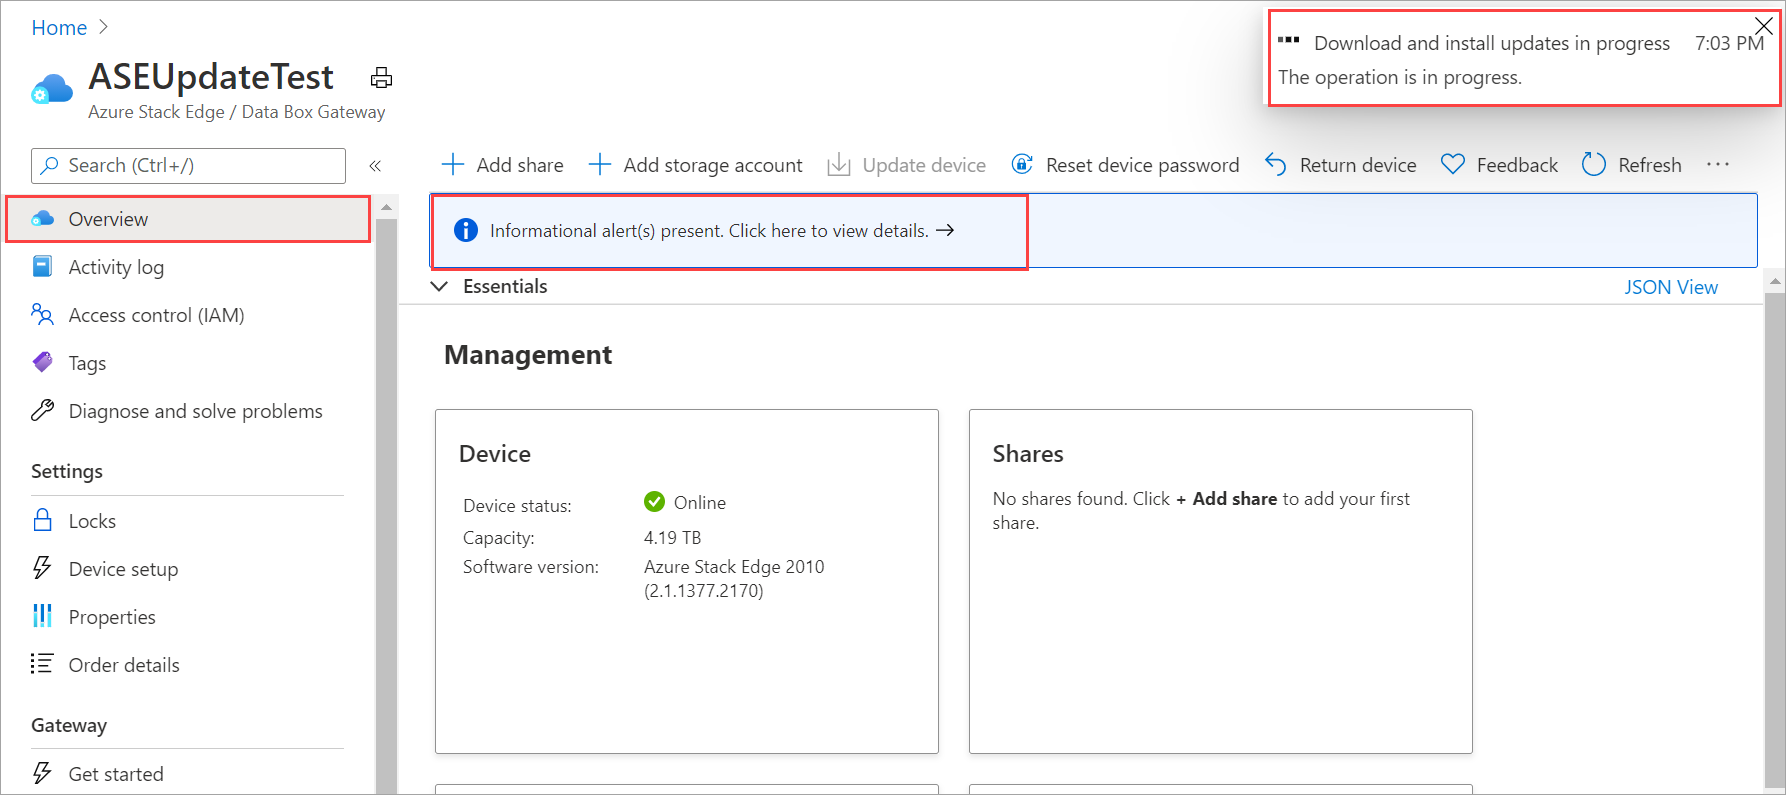 Home
Download and install updates in progress 7:03 PM
The operation is in progress.
ASEUpdateTest
Azure Stack Edge / Data Box Gateway
Search (Ctrl+/)
Add share Add storage account Update device Reset device password Return device Feedback Refresh
Overview
Activity log
Access control (IAM)
Tags
Diagnose and solve problems
Settings
Locks
Device setup
Properties
Order details
Gateway
Get started
Informational alert(s) present. Click here to view details. →
Essentials
JSON View
Management
Device
Device status: Online
Capacity: 4.19 TB
Software version: Azure Stack Edge 2010
(2.1.1377.2170)
Shares
No shares found. Click + Add share to add your first
share.